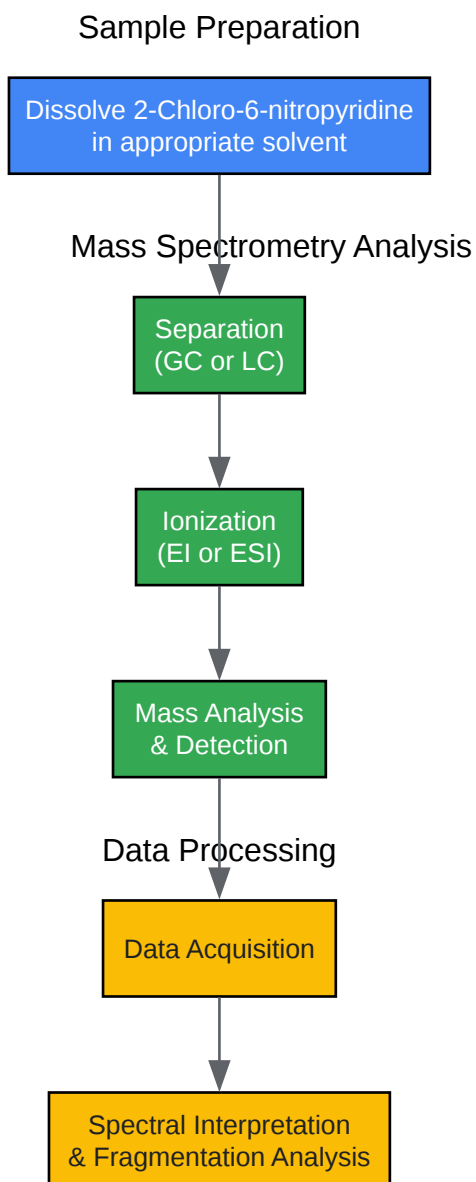 Sample Preparation
Dissolve 2-Chloro-6-nitropyridine
in appropriate solvent
Mass Spectrometry Analysis
Separation
(GC or LC)
Ionization
(EI or ESI)
Mass Analysis
& Detection
Data Processing
Data Acquisition
Spectral Interpretation
& Fragmentation Analysis